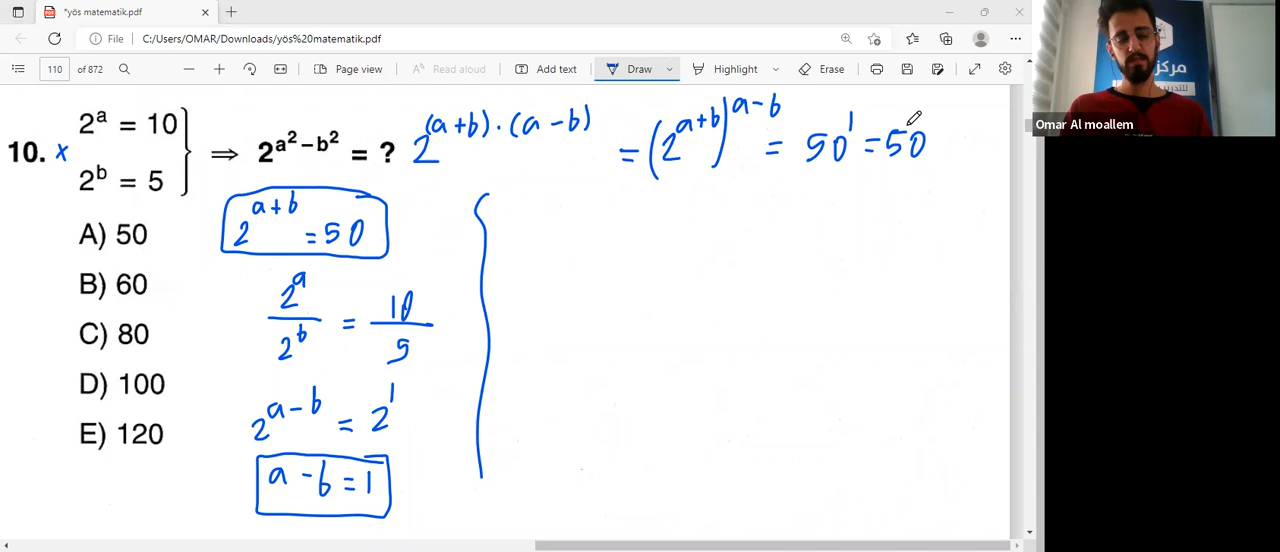 *yös matematik.pdf
File C:/Users/OMAR/Downloads/yös%20matematik.pdf
110 of 872 Page view Read aloud Add text Draw Highlight Erase
مركز
Omar Al moallem
10. x 2^a = 10
2^b = 5
⇒ 2^{a²-b²} = ? 2^{(a+b)·(a-b)} = (2^{a+b})^{a-b} = 50^1 = 50
A) 50
B) 60
C) 80
D) 100
E) 120
2^{a+b} = 50
2^a / 2^b = 10 / 5
2^{a-b} = 2^1
a - b = 1